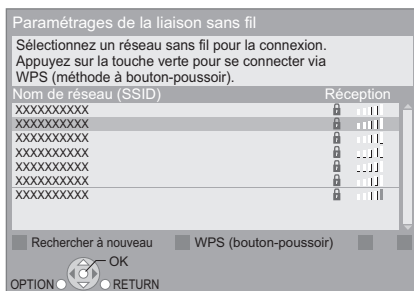 Paramétrages de la liaison sans fil
Sélectionnez un réseau sans fil pour la connexion.
Appuyez sur la touche verte pour se connecter via
WPS (méthode à bouton-poussoir).
Nom de réseau (SSID) Réception
XXXXXXXXXX
XXXXXXXXXX
XXXXXXXXXX
XXXXXXXXXX
XXXXXXXXXX
XXXXXXXXXX
XXXXXXXXXX
Rechercher à nouveau WPS (bouton-poussoir)
OK
OPTION RETURN